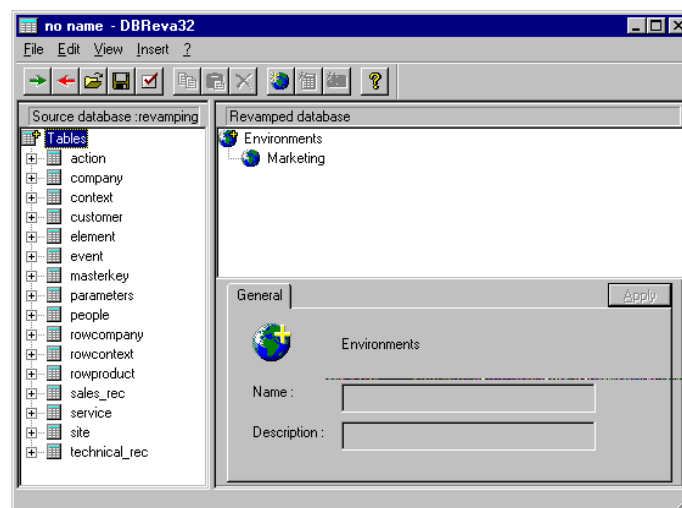 no name - DBReva32
File Edit View Insert ?
Source database :revamping
Tables
action
company
context
customer
element
event
masterkey
parameters
people
rowcompany
rowcontext
rowproduct
sales_rec
service
site
technical_rec
Revamped database
Environments
Marketing
General
Apply
Environments
Name :
Description :